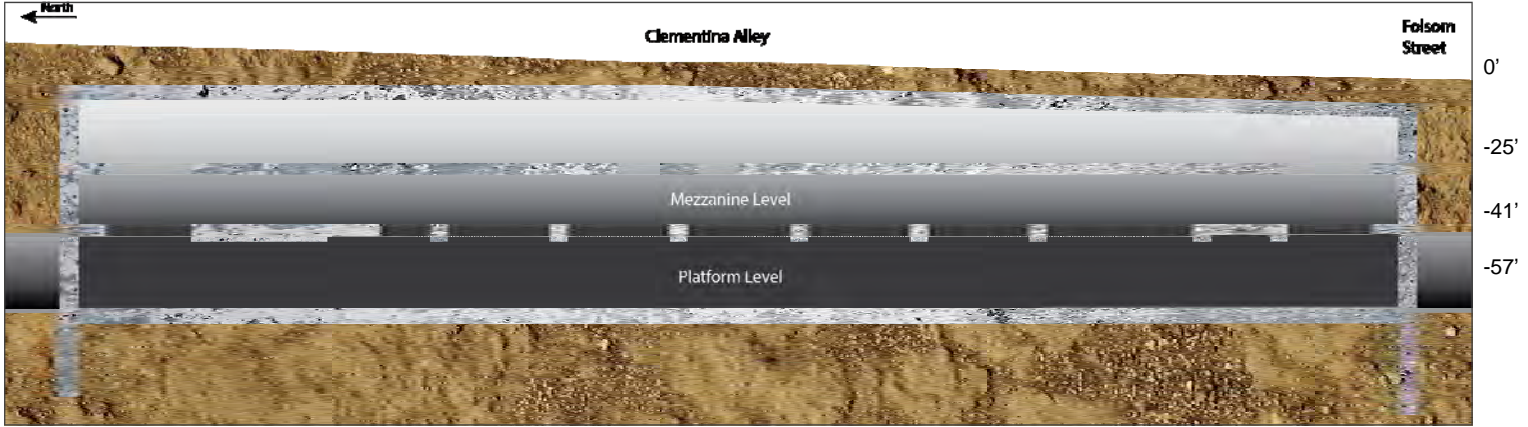 North
Clementina Alley
Folsom
Street
0’
-25’
Mezzanine Level
-41’
-57’
Platform Level